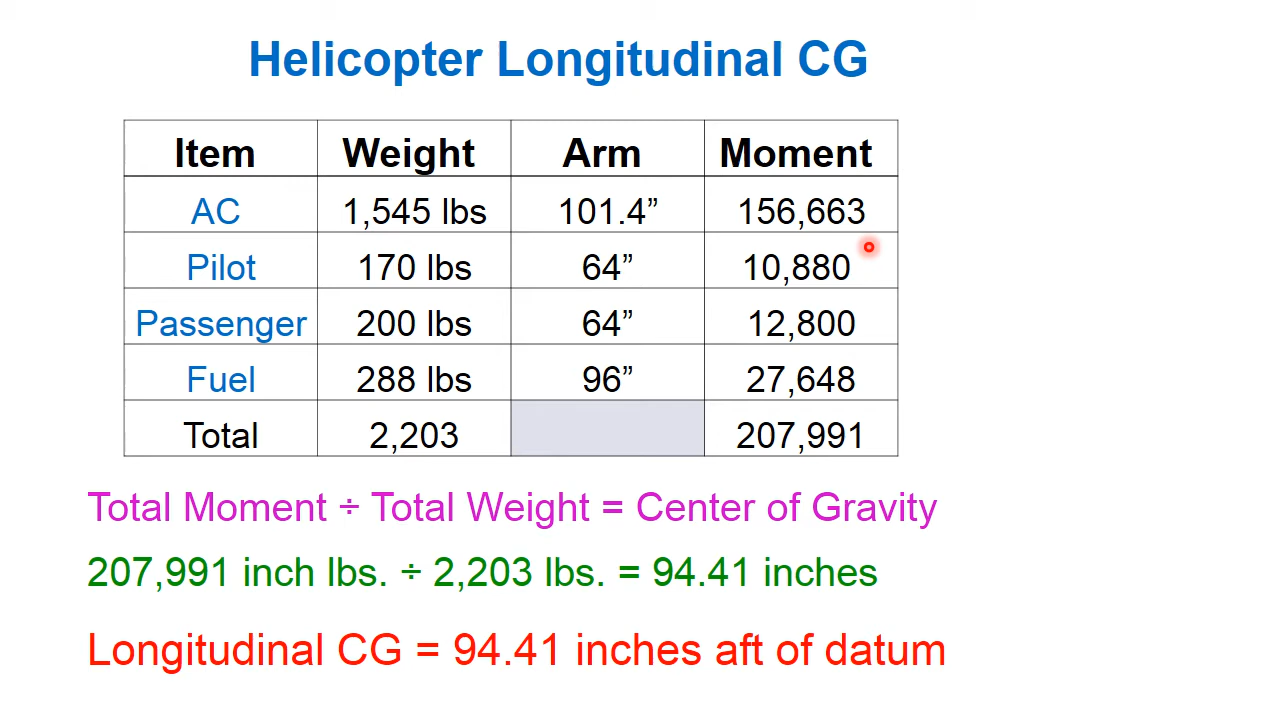 Helicopter Longitudinal CG
Item Weight Arm Moment
AC 1,545 lbs 101.4” 156,663
Pilot 170 lbs 64” 10,880
Passenger 200 lbs 64” 12,800
Fuel 288 lbs 96” 27,648
Total 2,203 207,991
Total Moment ÷ Total Weight = Center of Gravity
207,991 inch lbs. ÷ 2,203 lbs. = 94.41 inches
Longitudinal CG = 94.41 inches aft of datum